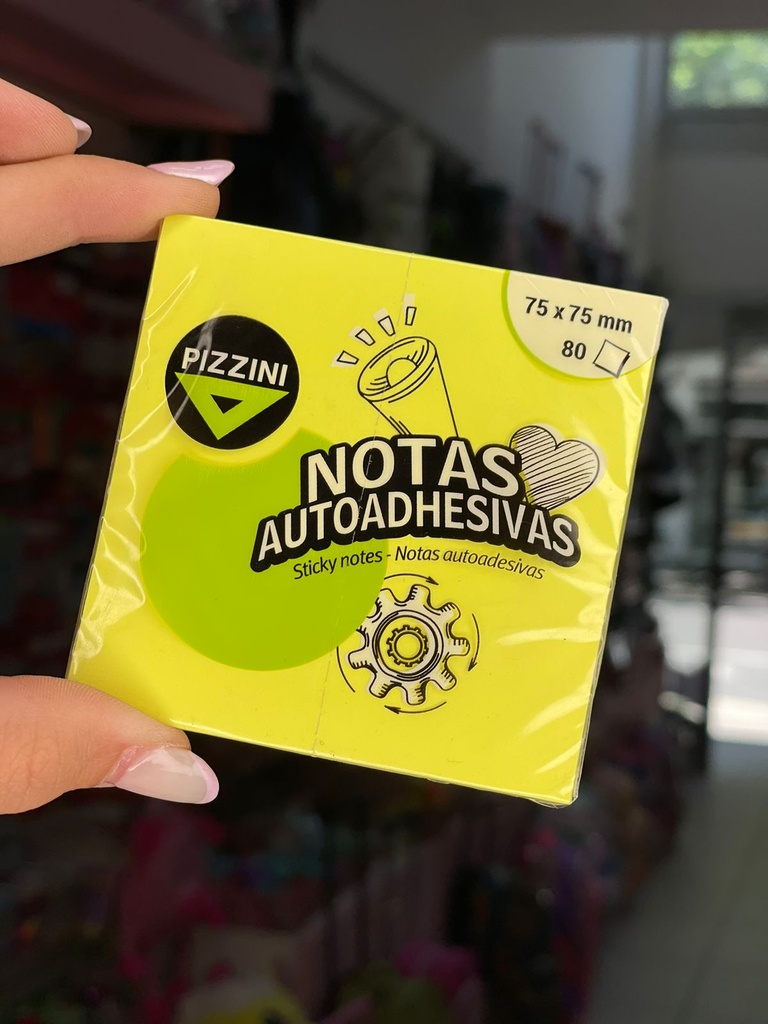 75 x 75 mm
80
PIZZINI
NOTAS
AUTOADHESIVAS
Sticky notes - Notas autoadesivas